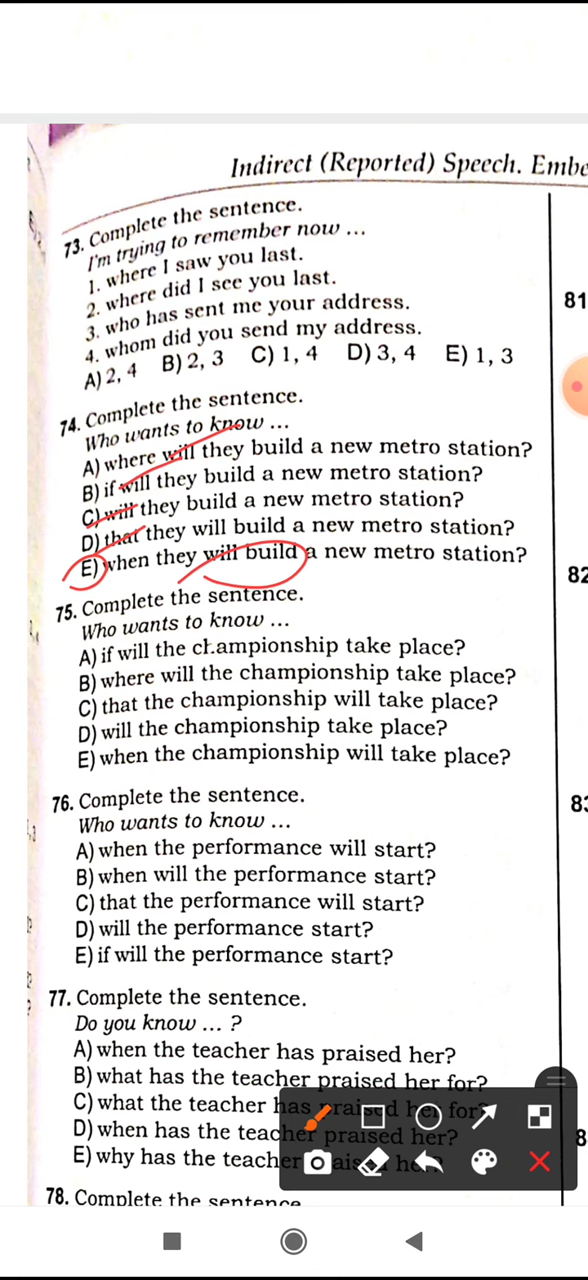 Indirect (Reported) Speech. Embe
73. Complete the sentence.
I'm trying to remember now ...
1. where I saw you last.
2. where did I see you last.
3. who has sent me your address.
4. whom did you send my address.
A) 2, 4 B) 2, 3 C) 1, 4 D) 3, 4 E) 1, 3
74. Complete the sentence.
Who wants to know ...
A) where will they build a new metro station?
B) if will they build a new metro station?
C) will they build a new metro station?
D) that they will build a new metro station?
E) when they will build a new metro station?
75. Complete the sentence.
Who wants to know ...
A) if will the championship take place?
B) where will the championship take place?
C) that the championship will take place?
D) will the championship take place?
E) when the championship will take place?
76. Complete the sentence.
Who wants to know ...
A) when the performance will start?
B) when will the performance start?
C) that the performance will start?
D) will the performance start?
E) if will the performance start?
77. Complete the sentence.
Do you know ... ?
A) when the teacher has praised her?
B) what has the teacher praised her for?
C) what the teacher has praised her for?
D) when has the teacher praised her?
E) why has the teacher praised her?
78. Complete the sentence
81
82
83
8